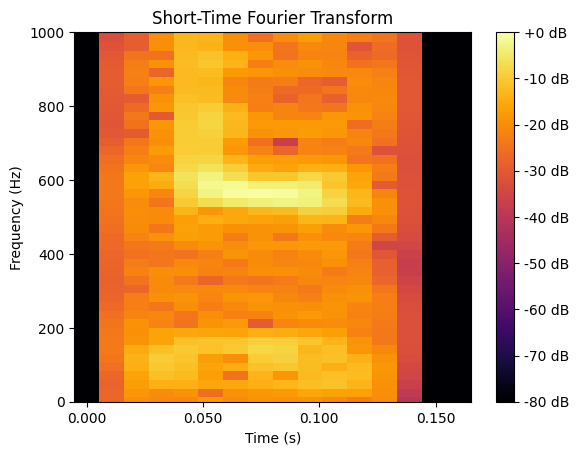 Short-Time Fourier Transform
Frequency (Hz)
1000
800
600
400
200
0
0.000
0.050
0.100
0.150
Time (s)
+0 dB
-10 dB
-20 dB
-30 dB
-40 dB
-50 dB
-60 dB
-70 dB
-80 dB